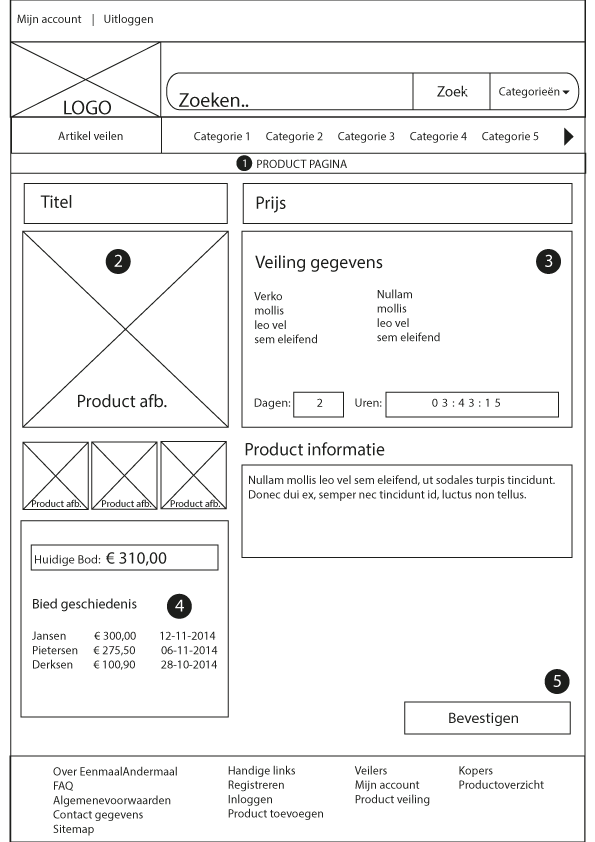 Mijn account | Uitloggen
LOGO
Zoeken..
Zoek
Categorieën
Artikel veilen
Categorie 1 Categorie 2 Categorie 3 Categorie 4 Categorie 5
1 PRODUCT PAGINA
Titel
Prijs
2
Product afb.
Veiling gegevens
3
Verko
mollis
leo vel
sem eleifend
Nullam
mollis
leo vel
sem eleifend
Dagen: 2 Uren: 03:43:15
Product afb. Product afb. Product afb.
Product informatie
Nullam mollis leo vel sem eleifend, ut sodales turpis tincidunt.
Donec dui ex, semper nec tincidunt id, luctus non tellus.
Huidige Bod: € 310,00
Bied geschiedenis
4
Jansen € 300,00 12-11-2014
Pietersen € 275,50 06-11-2014
Derksen € 100,90 28-10-2014
5
Bevestigen
Over EenmaalAndermaal
FAQ
Algemenevoorwaarden
Contact gegevens
Sitemap
Handige links
Registreren
Inloggen
Product toevoegen
Veilers
Mijn account
Product veiling
Kopers
Productoverzicht